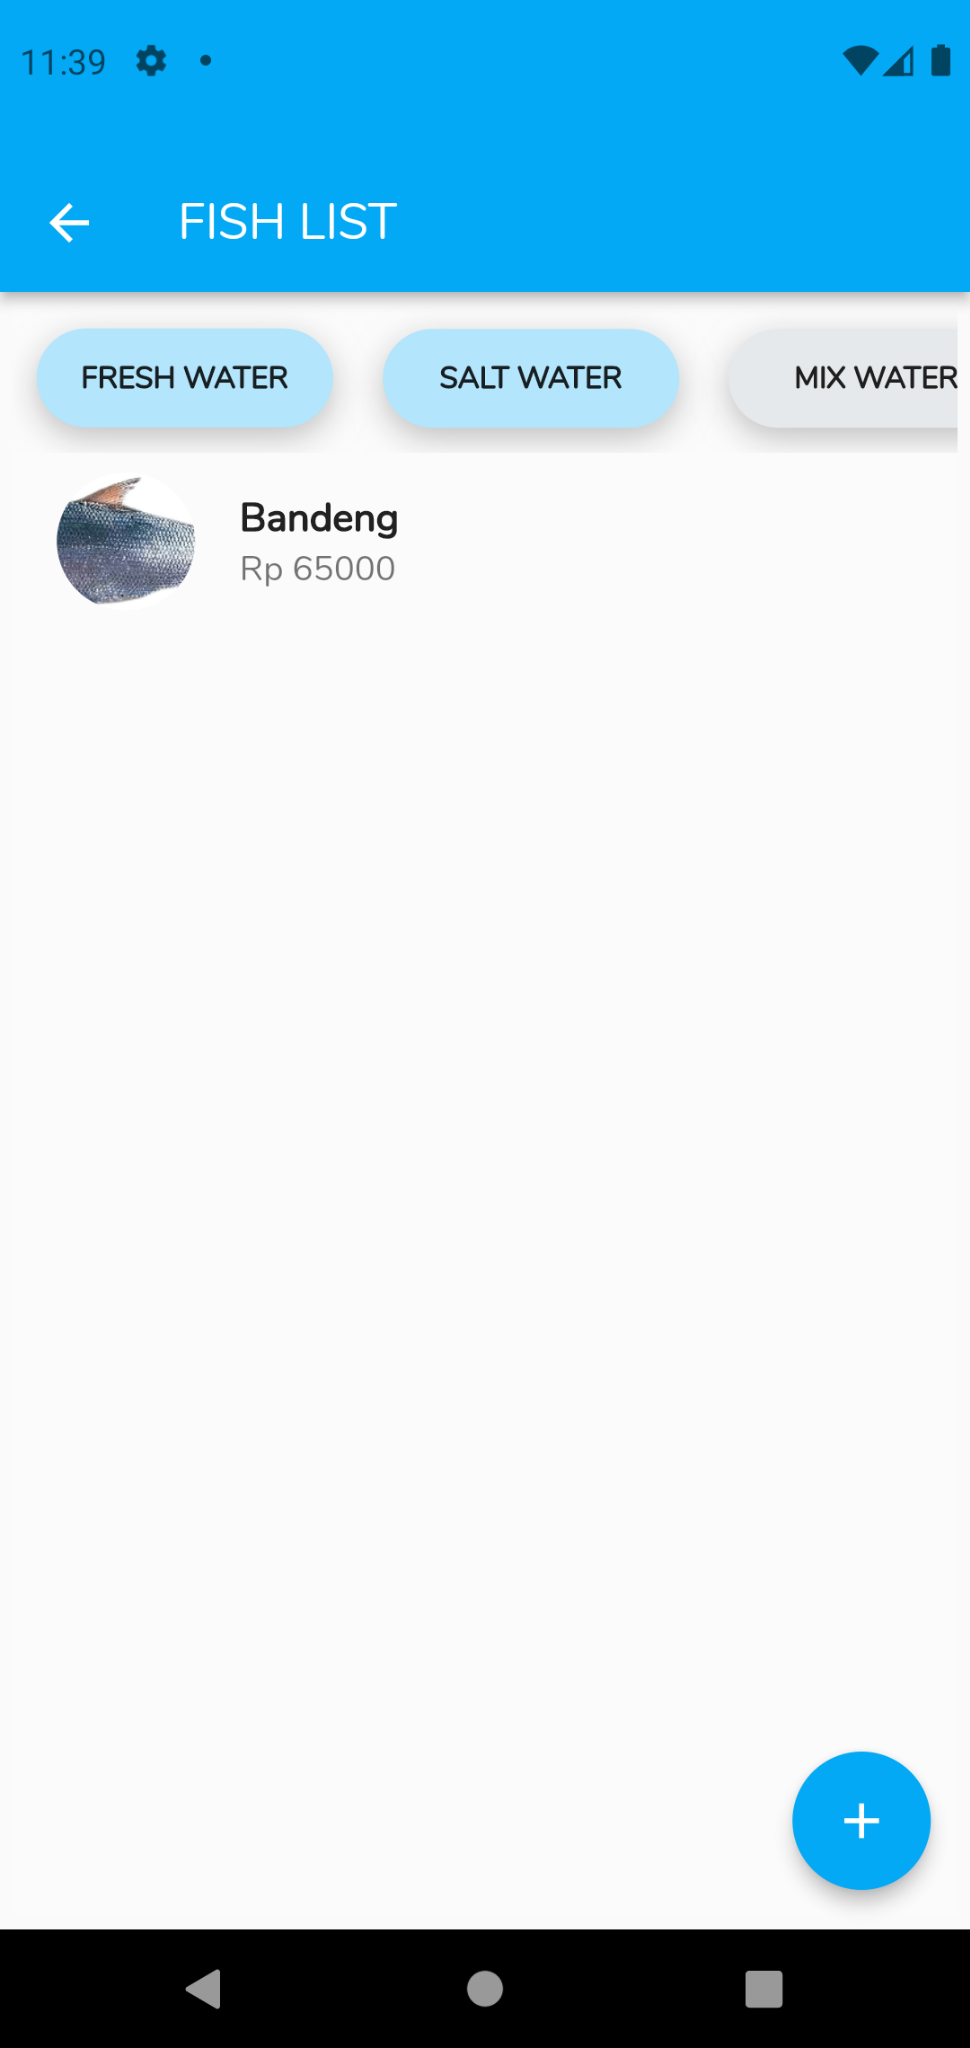 11:39
FISH LIST
FRESH WATER SALT WATER MIX WATER
Bandeng
Rp 65000